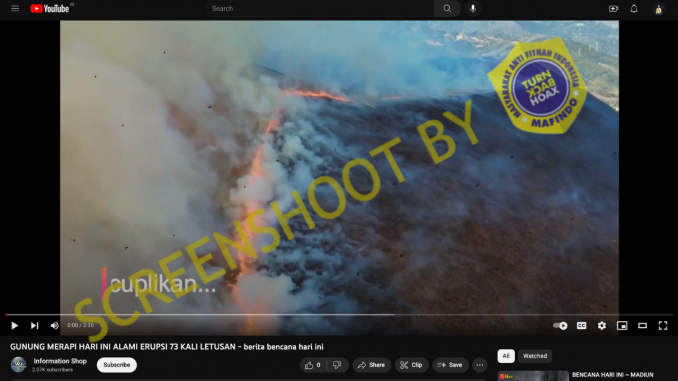 YouTube
ID
Search
MASYARAKAT ANTI FITNAH INDONESIA
TURN
BACK
HOAX
MAFINDO
SCREENSHOOT BY
cuplikan...
0:00 / 3:20
CC
GUNUNG MERAPI HARI INI ALAMI ERUPSI 73 KALI LETUSAN - berita bencana hari ini
Information Shop
2.07K subscribers
Subscribe
0
Share
Clip
Save
All
Watched
BENCANA HARI INI ~ MADIUN